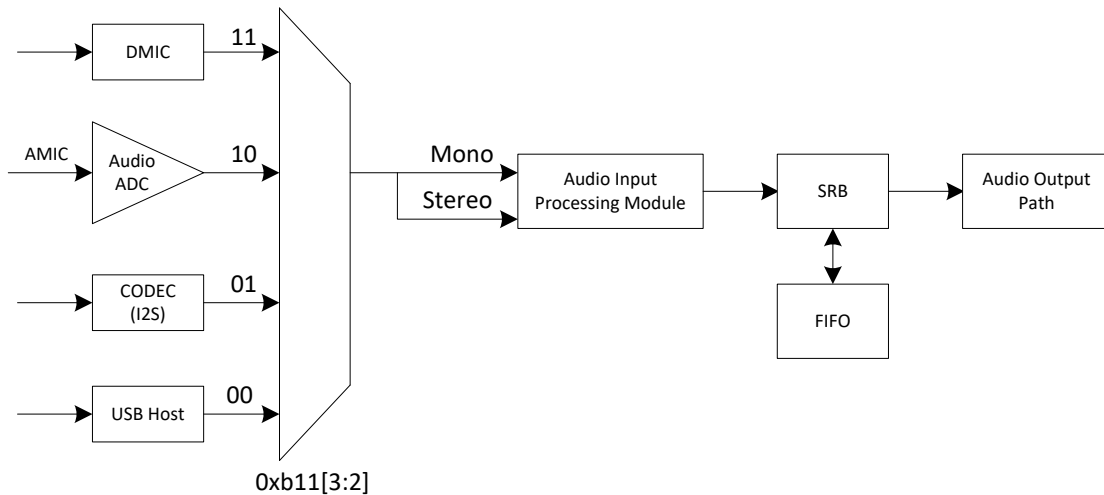 DMIC
11
AMIC
Audio
ADC
10
CODEC
(I2S)
01
USB Host
00
0xb11[3:2]
Mono
Stereo
Audio Input
Processing Module
SRB
FIFO
Audio Output
Path